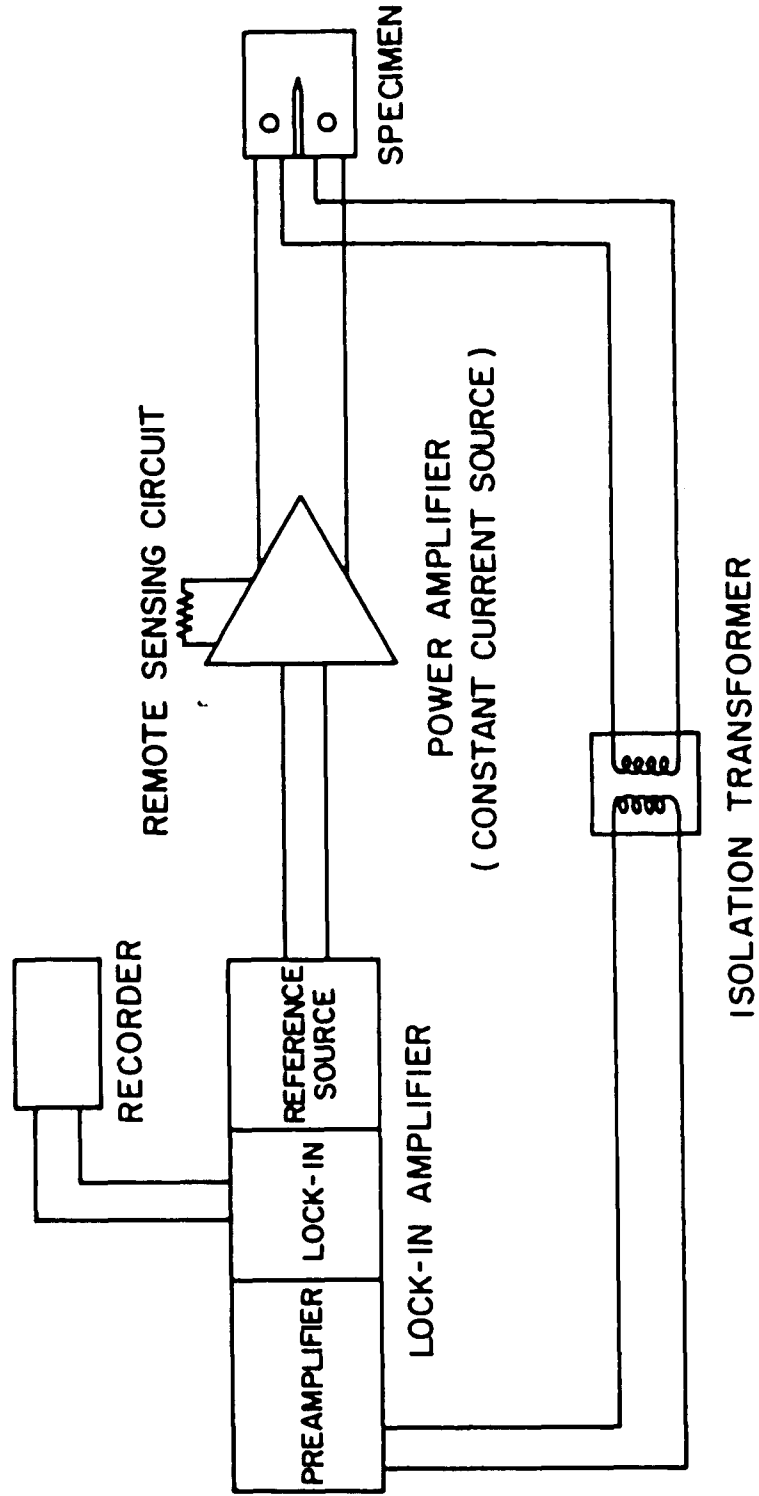 RECORDER
REMOTE SENSING CIRCUIT
SPECIMEN
PREAMPLIFIER
LOCK-IN
REFERENCE
SOURCE
LOCK-IN AMPLIFIER
POWER AMPLIFIER
(CONSTANT CURRENT SOURCE)
ISOLATION TRANSFORMER